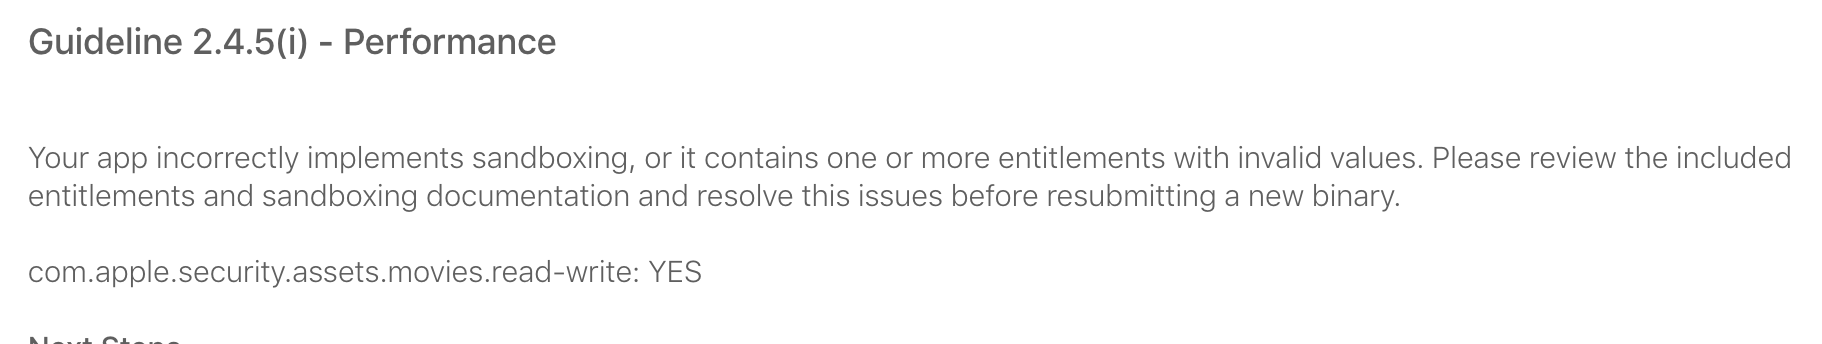 Guideline 2.4.5(i) - Performance
Your app incorrectly implements sandboxing, or it contains one or more entitlements with invalid values. Please review the included
entitlements and sandboxing documentation and resolve this issues before resubmitting a new binary.
com.apple.security.assets.movies.read-write: YES
Next Steps